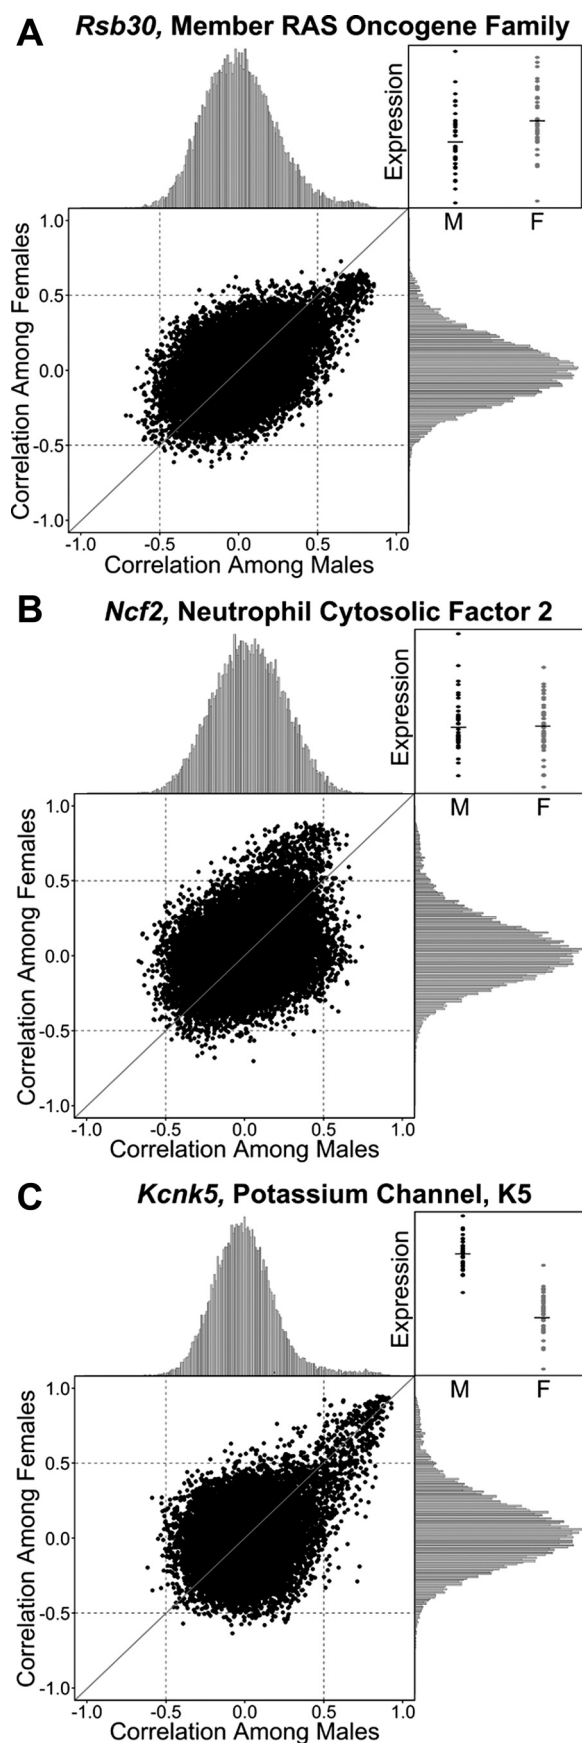 A
Rsb30, Member RAS Oncogene Family
Expression
M F
Correlation Among Females
1.0
0.5
0.0
-0.5
-1.0
-1.0 -0.5 0.0 0.5 1.0
Correlation Among Males
B
Ncf2, Neutrophil Cytosolic Factor 2
Expression
M F
Correlation Among Females
1.0
0.5
0.0
-0.5
-1.0
-1.0 -0.5 0.0 0.5 1.0
Correlation Among Males
C
Kcnk5, Potassium Channel, K5
Expression
M F
Correlation Among Females
1.0
0.5
0.0
-0.5
-1.0
-1.0 -0.5 0.0 0.5 1.0
Correlation Among Males